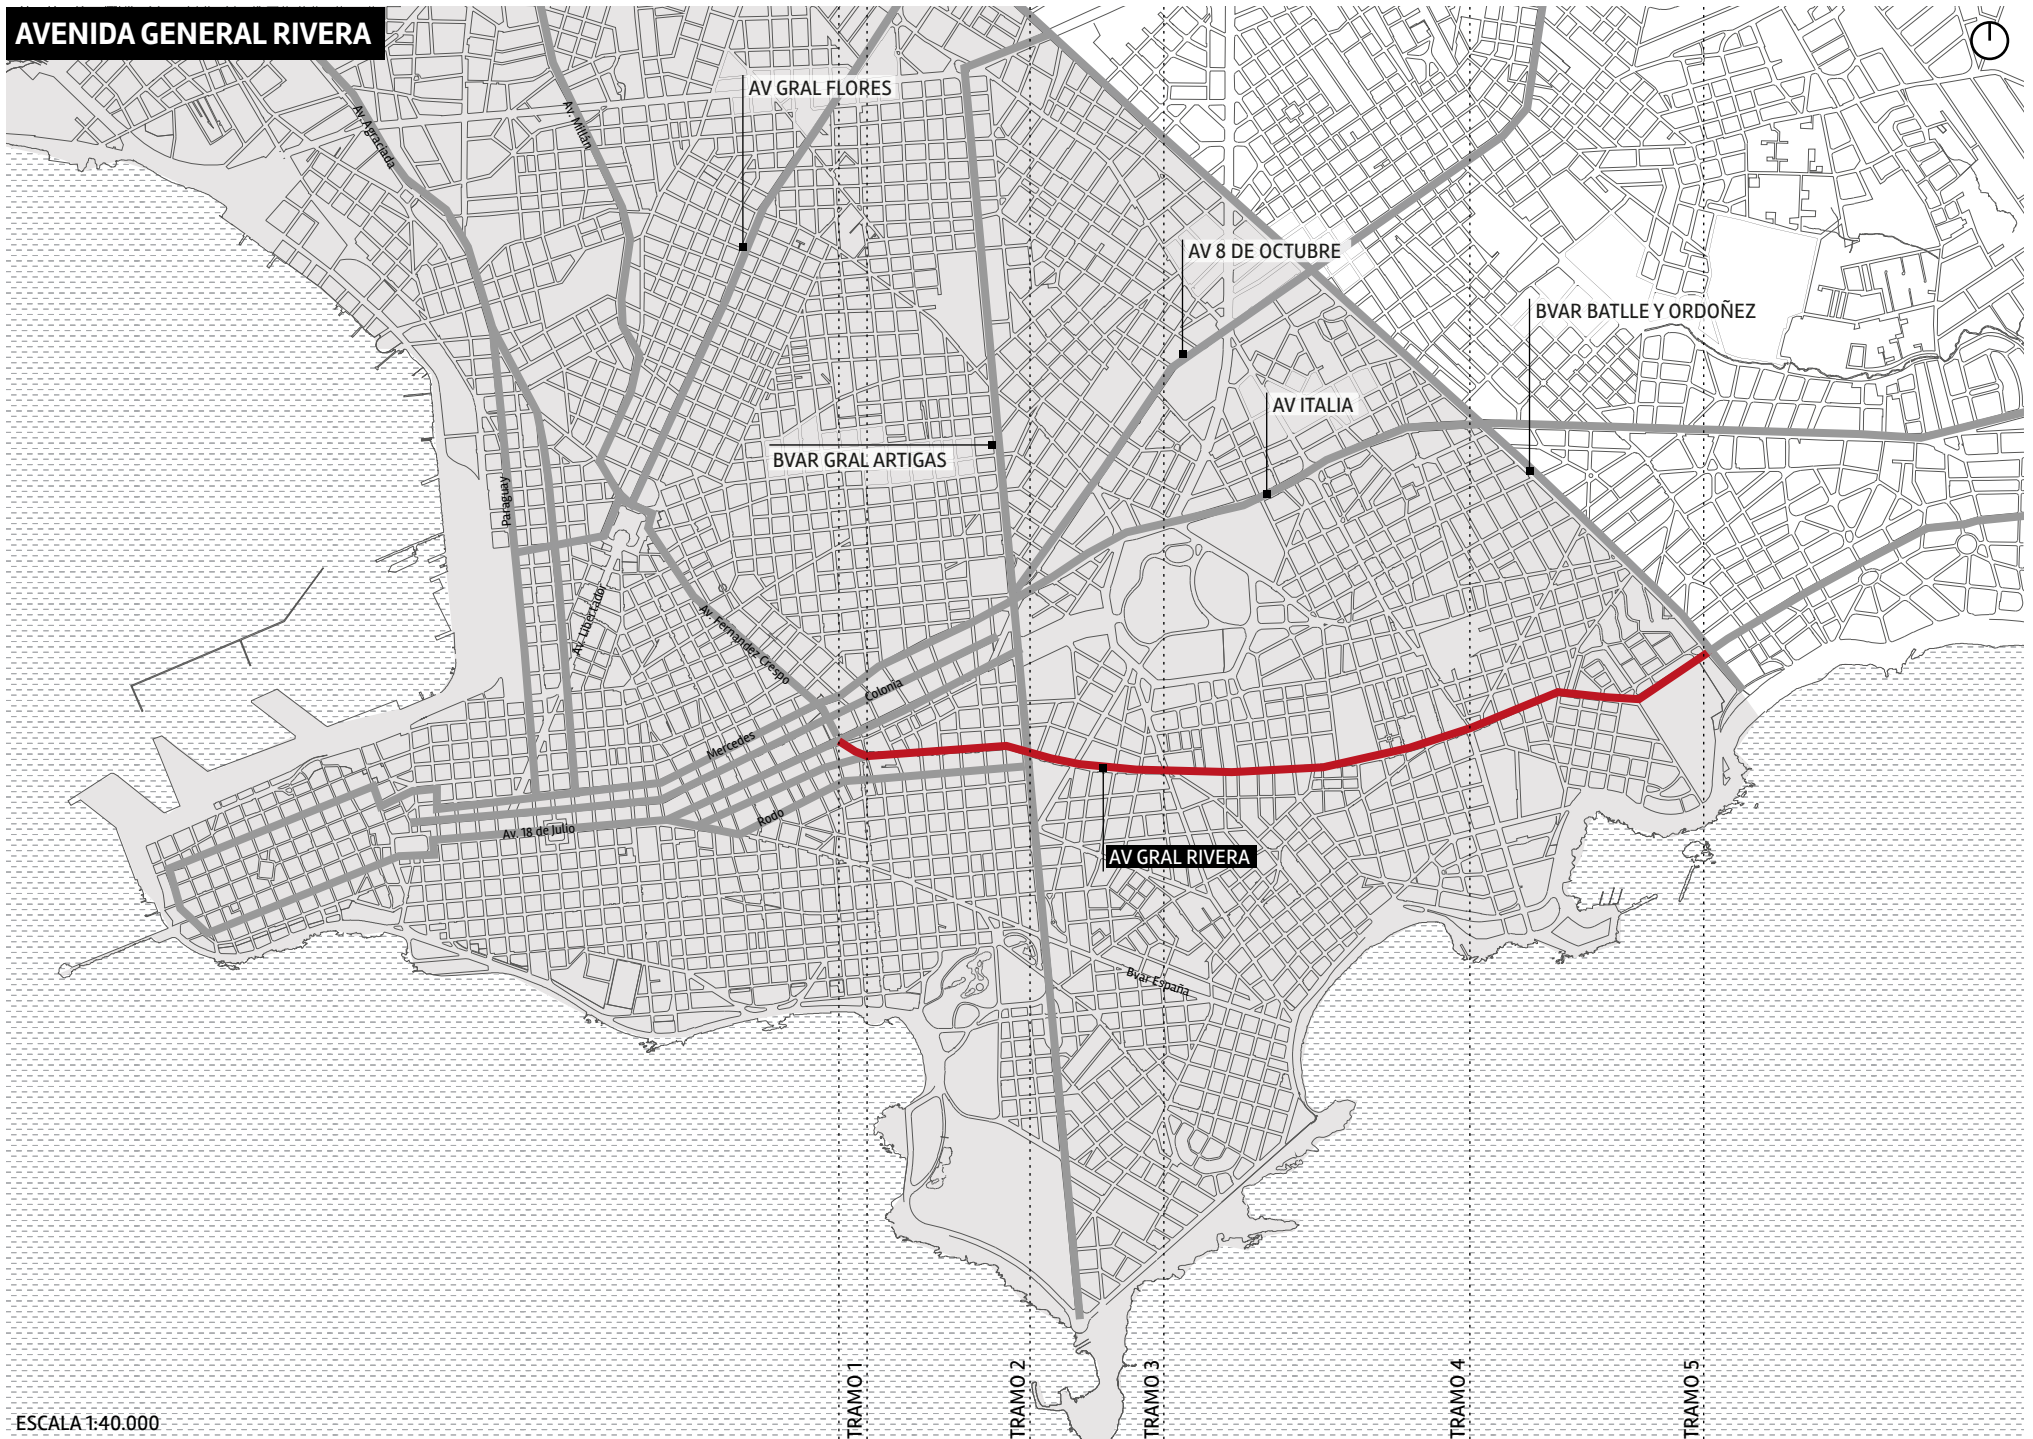 AVENIDA GENERAL RIVERA
AV GRAL FLORES
Av. Agraciada
Av. Millán
AV 8 DE OCTUBRE
BVAR BATLLE Y ORDOÑEZ
AV ITALIA
BVAR GRAL ARTIGAS
Paraguay
Av. Libertador
Av. Fernandez Crespo
Colonia
Mercedes
Rodo
Av. 18 de Julio
AV GRAL RIVERA
Bvar España
TRAMO 1
TRAMO 2
TRAMO 3
TRAMO 4
TRAMO 5
ESCALA 1:40.000